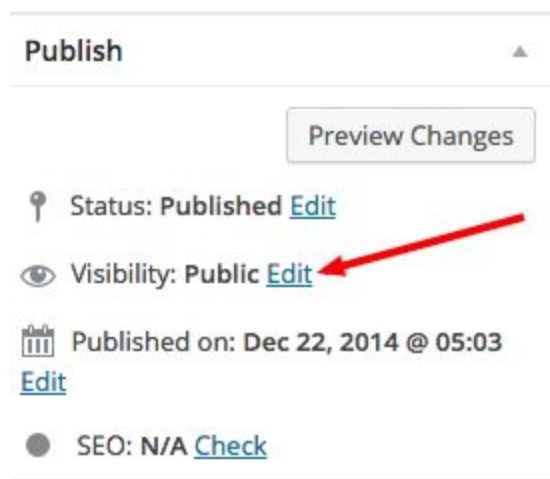 Publish
Preview Changes
Status: Published Edit
Visibility: Public Edit
Published on: Dec 22, 2014 @ 05:03
Edit
SEO: N/A Check